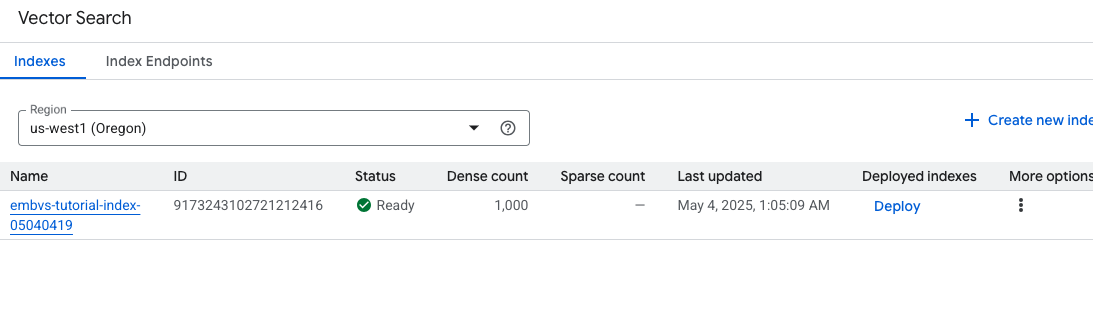 Vector Search
Indexes Index Endpoints
Region
us-west1 (Oregon)
+ Create new inde
Name ID Status Dense count Sparse count Last updated Deployed indexes More options
embvs-tutorial-index-05040419 9173243102721212416 Ready 1,000 — May 4, 2025, 1:05:09 AM Deploy